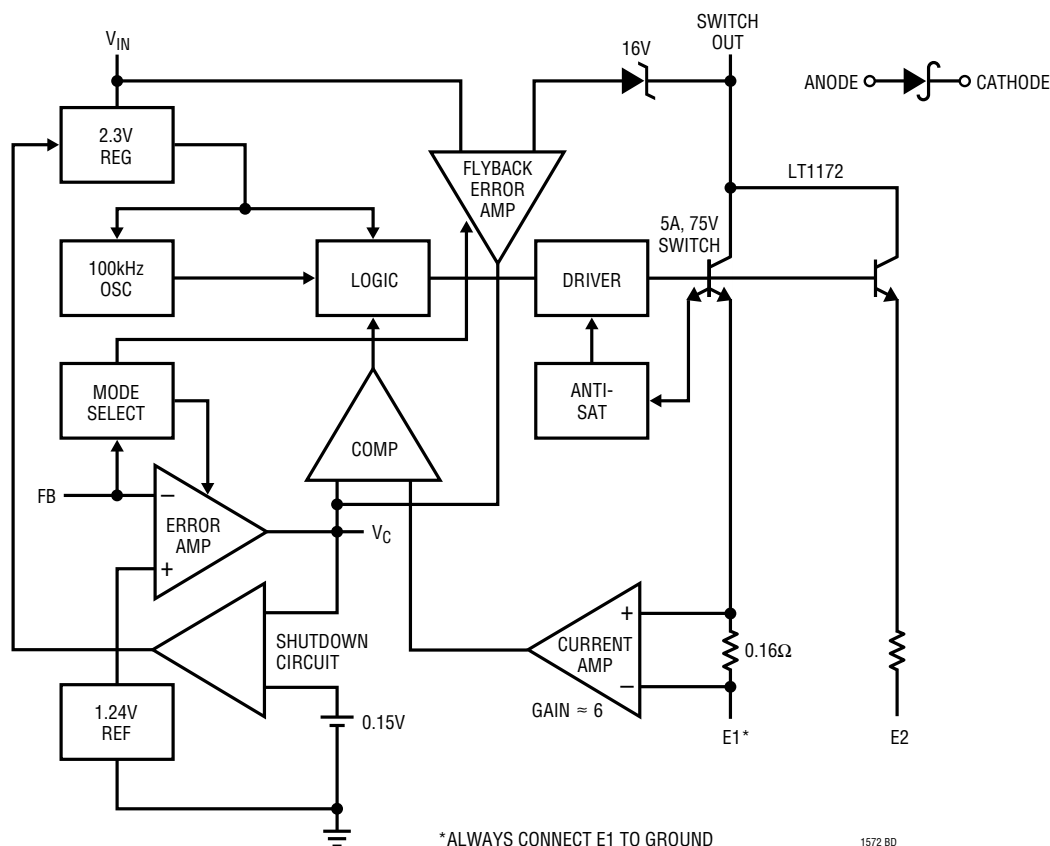 SWITCH
OUT
V_IN
16V
ANODE
CATHODE
2.3V
REG
FLYBACK
ERROR
AMP
LT1172
5A, 75V
SWITCH
100kHz
OSC
LOGIC
DRIVER
MODE
SELECT
ANTI-
SAT
COMP
FB
−
ERROR
AMP
+
V_C
SHUTDOWN
CIRCUIT
+
CURRENT
AMP
−
0.16Ω
GAIN ≈ 6
1.24V
REF
0.15V
E1*
E2
*ALWAYS CONNECT E1 TO GROUND
1572 BD